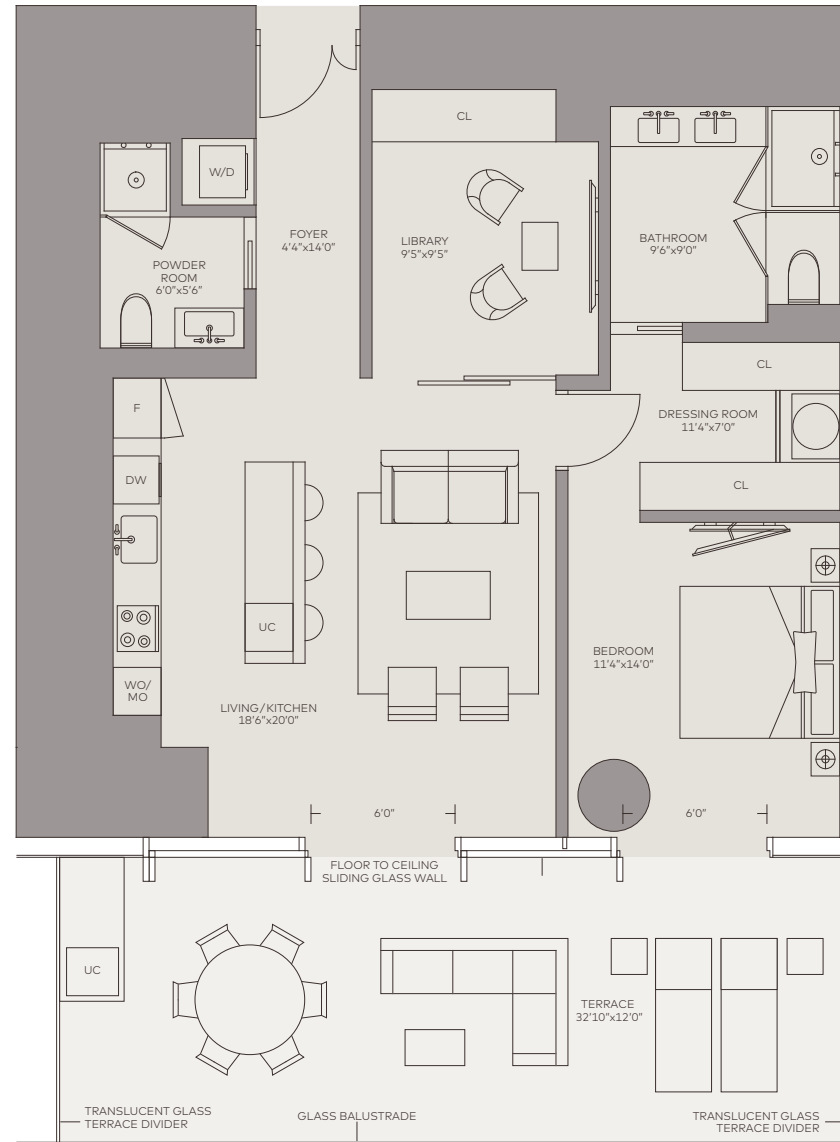 CL
W/D
FOYER
4'4"x14'0"
LIBRARY
9'5"x9'5"
BATHROOM
9'6"x9'0"
POWDER
ROOM
6'0"x5'6"
CL
F
DRESSING ROOM
11'4"x7'0"
DW
CL
UC
BEDROOM
11'4"x14'0"
WO/
MO
LIVING/KITCHEN
18'6"x20'0"
6'0"
6'0"
FLOOR TO CEILING
SLIDING GLASS WALL
UC
TERRACE
32'10"x12'0"
TRANSLUCENT GLASS
TERRACE DIVIDER
GLASS BALUSTRADE
TRANSLUCENT GLASS
TERRACE DIVIDER